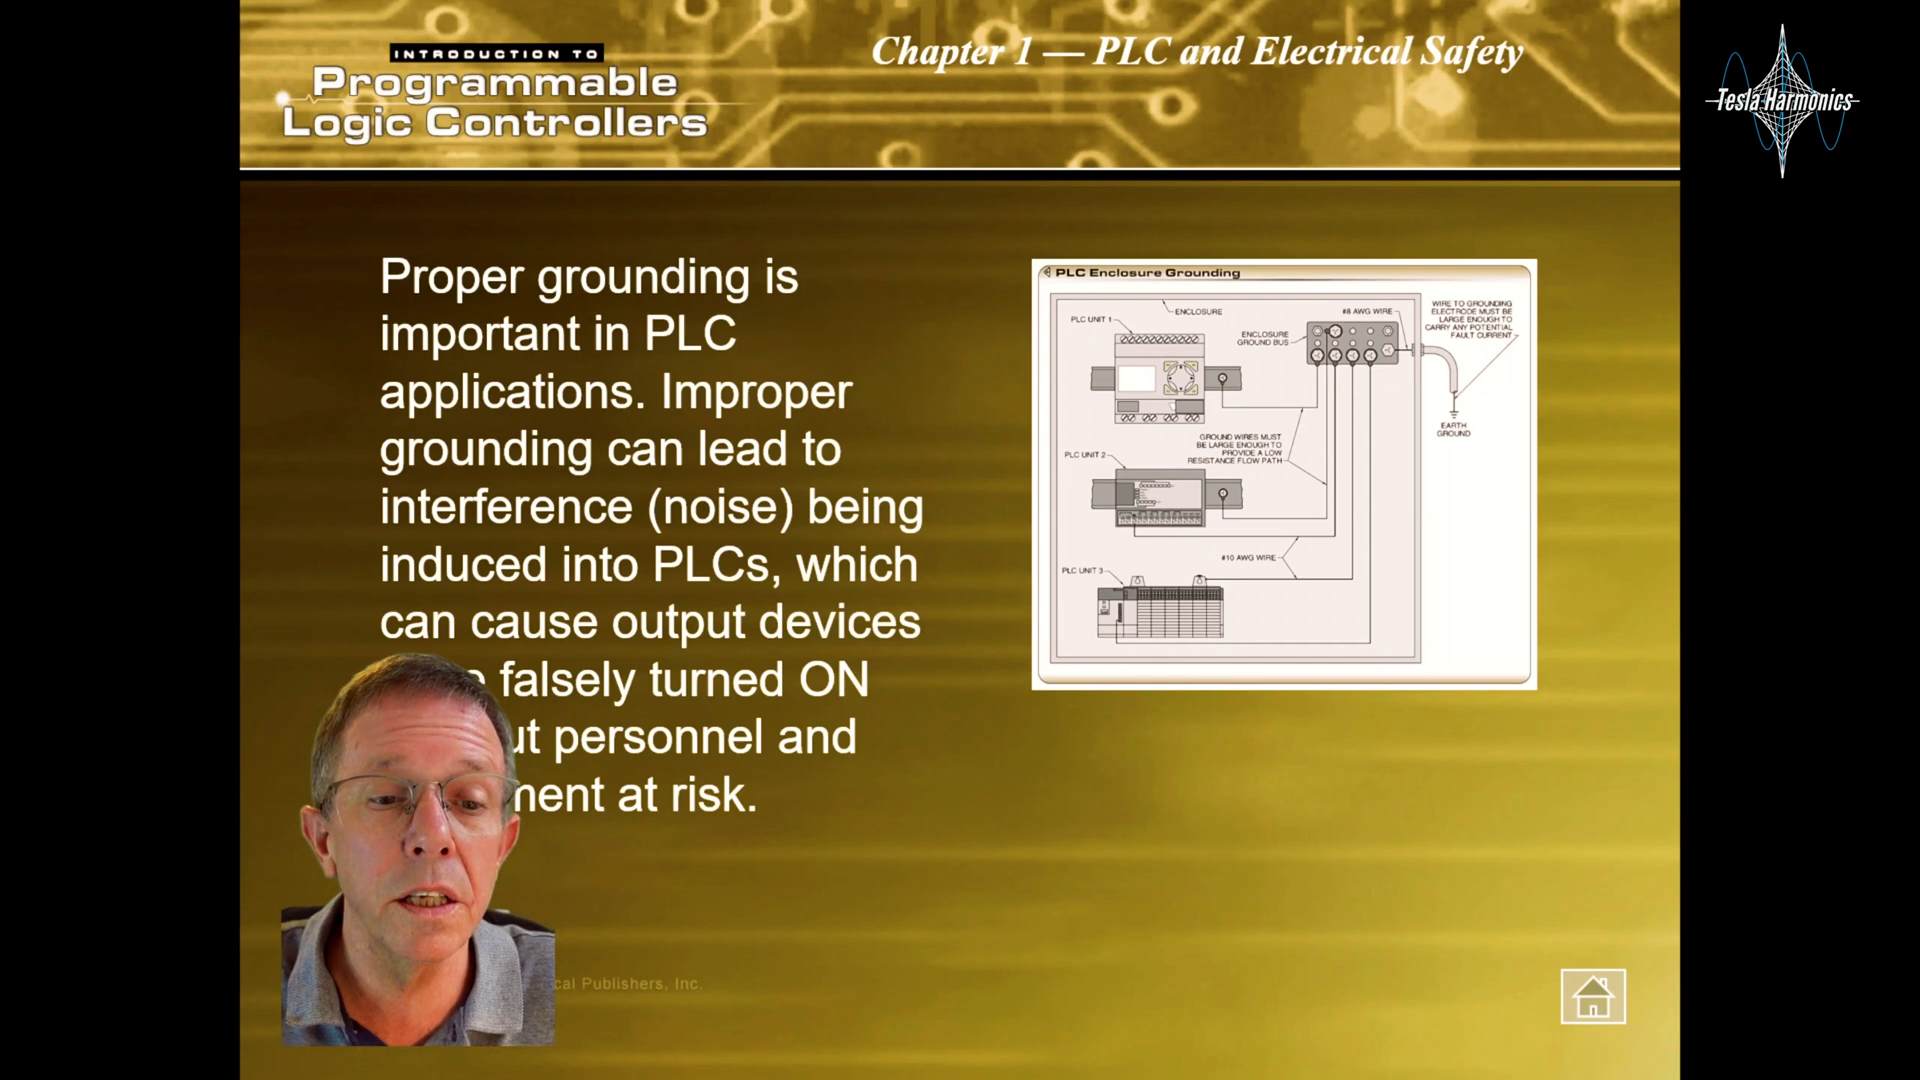 INTRODUCTION TO
Programmable
Logic Controllers
Chapter 1 — PLC and Electrical Safety
Tesla Harmonics
Proper grounding is
important in PLC
applications. Improper
grounding can lead to
interference (noise) being
induced into PLCs, which
can cause output devices
falsely turned ON
personnel and
at risk.
PLC Enclosure Grounding
ENCLOSURE
PLC UNIT 1
ENCLOSURE
GROUND BUS
#8 AWG WIRE
WIRE TO GROUNDING
ELECTRODE MUST BE
LARGE ENOUGH TO
CARRY ANY POTENTIAL
FAULT CURRENT
EARTH
GROUND
GROUND WIRES MUST
BE LARGE ENOUGH TO
PROVIDE A LOW
RESISTANCE FLOW PATH
PLC UNIT 2
#10 AWG WIRE
PLC UNIT 3
Publishers, Inc.